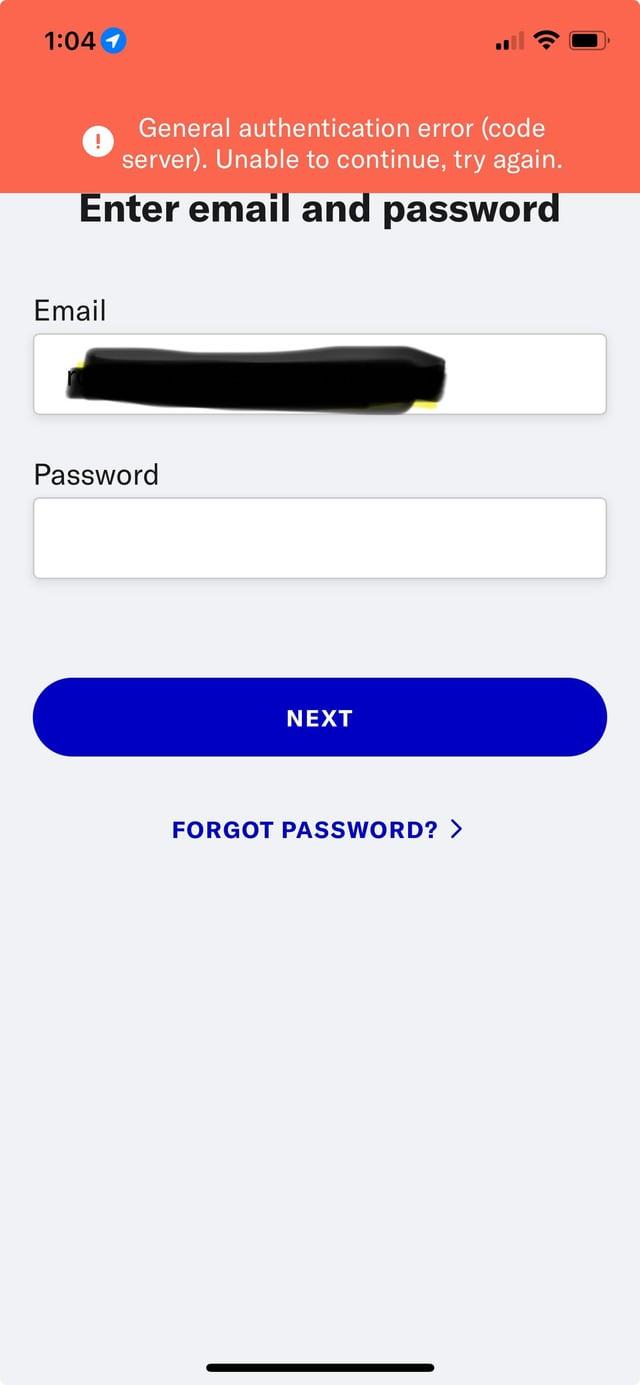 1:04
General authentication error (code
server). Unable to continue, try again.
Enter email and password
Email
Password
NEXT
FORGOT PASSWORD?